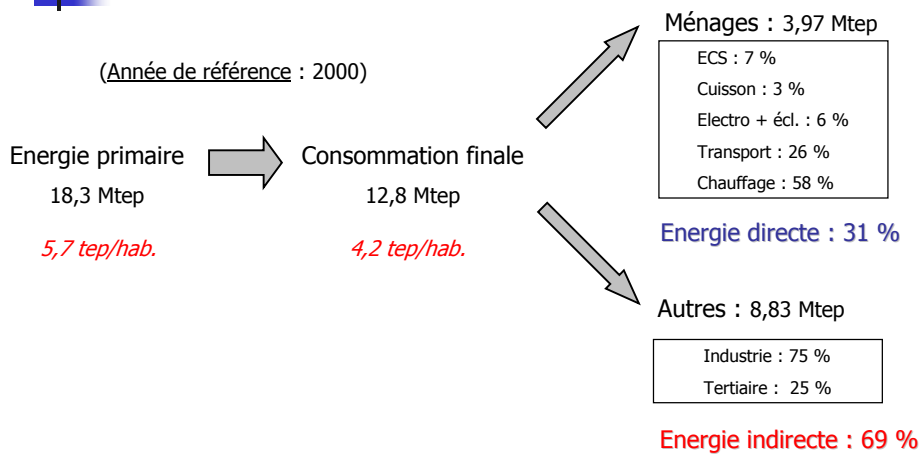 (Année de référence : 2000)
Energie primaire
18,3 Mtep
5,7 tep/hab.
Consommation finale
12,8 Mtep
4,2 tep/hab.
Ménages : 3,97 Mtep
ECS : 7 %
Cuisson : 3 %
Electro + écl. : 6 %
Transport : 26 %
Chauffage : 58 %
Energie directe : 31 %
Autres : 8,83 Mtep
Industrie : 75 %
Tertiaire : 25 %
Energie indirecte : 69 %